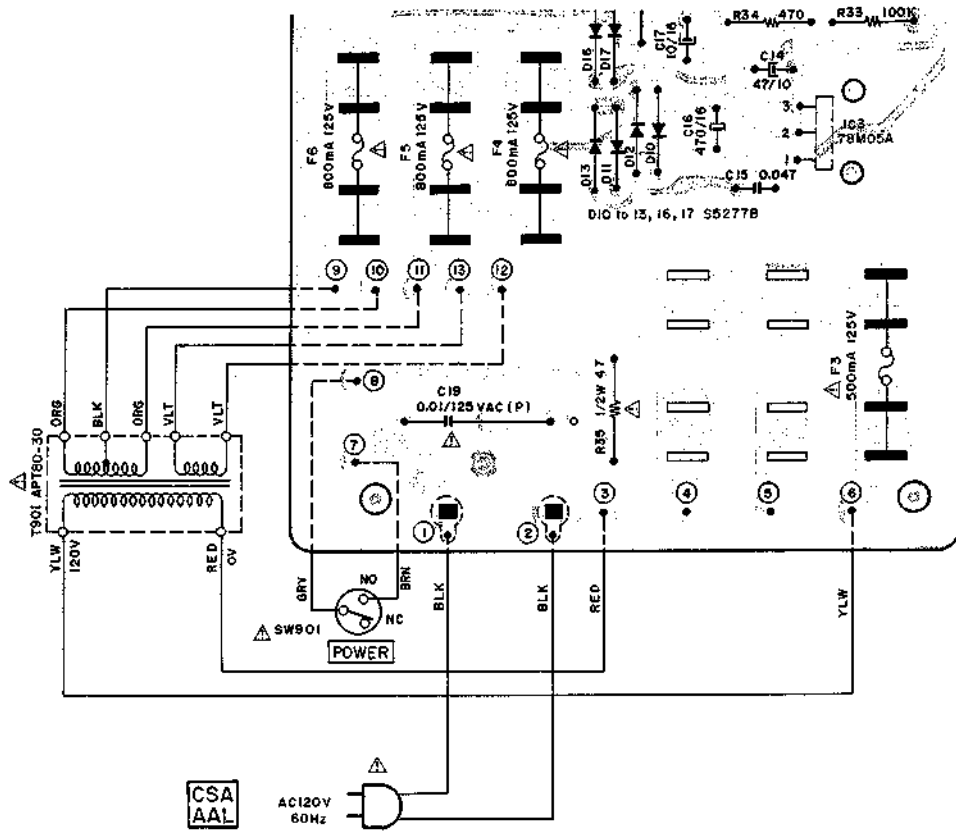 R34 470
R33 100K
D16
D17
C17
10/16
C14
47/10
3
2
1
IC3
78M05A
F6
800mA 125V
F5
800mA 125V
F4
800mA 125V
D13
D11
D12
D10
C16
470/16
C15 0.047
D10 to 13, 16, 17 S5277B
9
10
11
13
12
8
7
C19
0.01/125 VAC (P)
R35 1/2W 4.7
F3
500mA 125V
ORG
BLK
ORG
VLT
VLT
T901 APT80-30
YLW
120V
RED
0V
1
2
3
4
5
6
GRY
NO
BRN
NC
SW901
POWER
BLK
BLK
RED
YLW
CSA
AAL
AC120V
60Hz